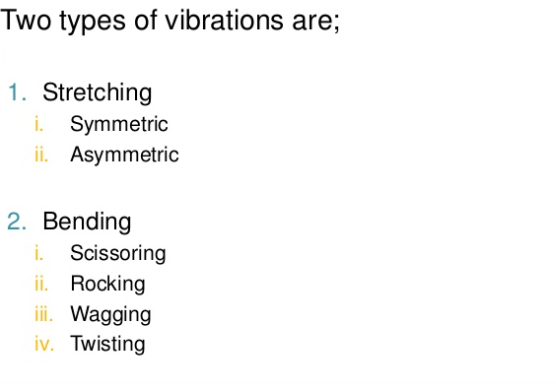 Two types of vibrations are;
1. Stretching
i. Symmetric
ii. Asymmetric
2. Bending
i. Scissoring
ii. Rocking
iii. Wagging
iv. Twisting